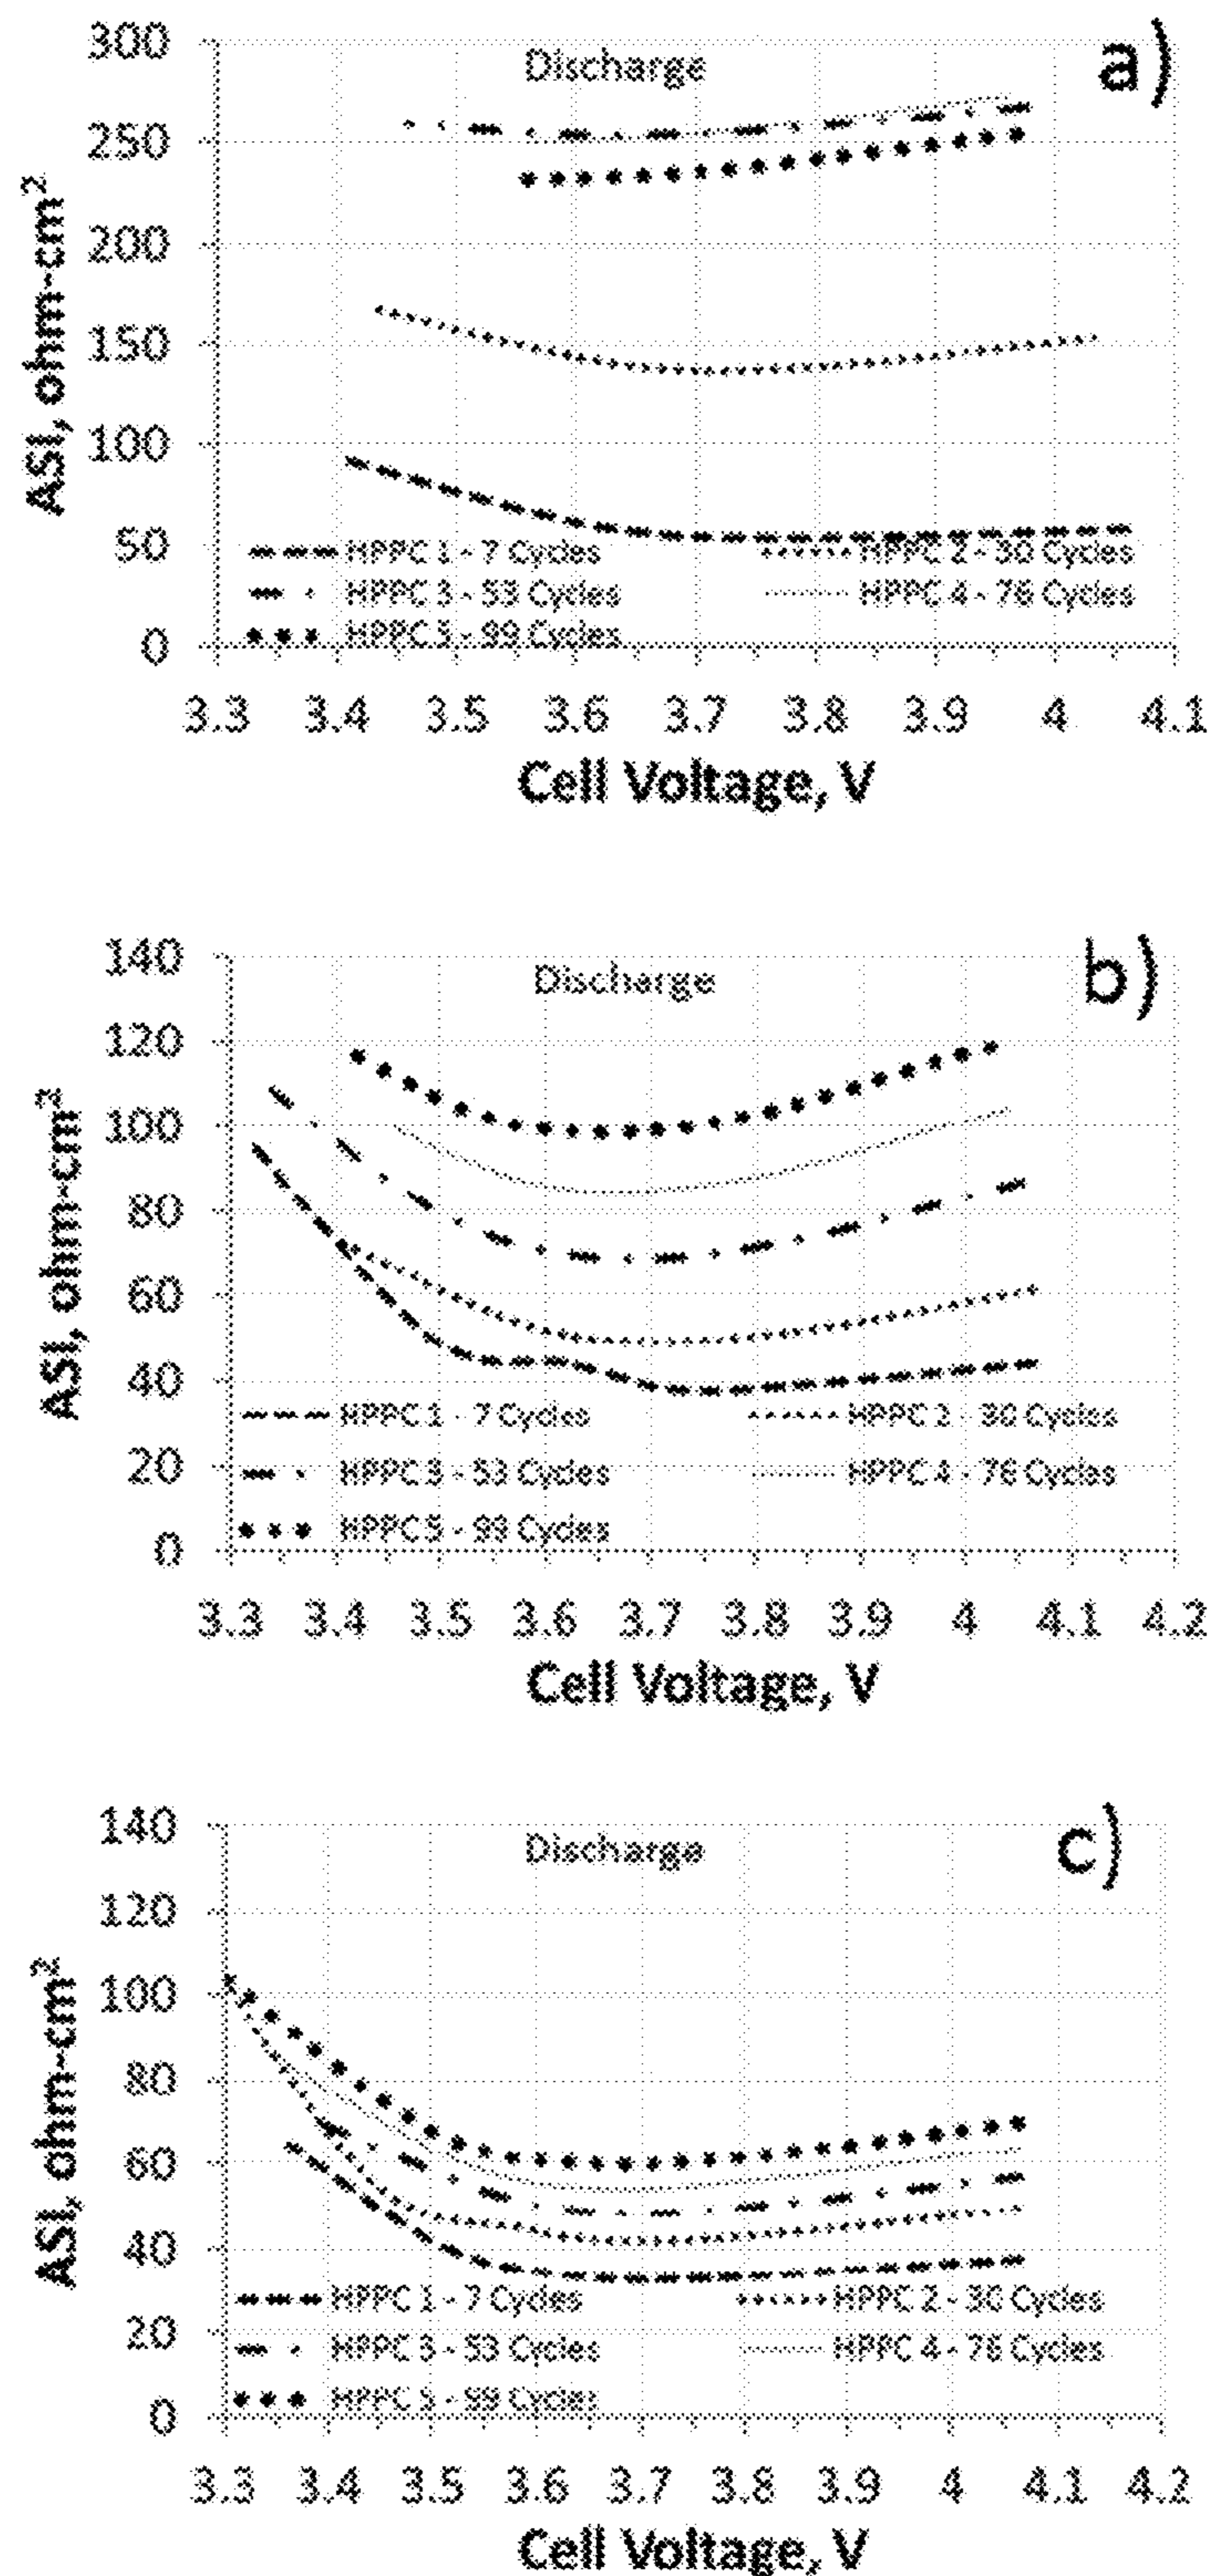 a)
Discharge
300
250
200
150
100
50
0
ASI, ohm-cm²
HPPC 1 - 7 Cycles
HPPC 2 - 30 Cycles
HPPC 3 - 53 Cycles
HPPC 4 - 76 Cycles
HPPC 5 - 99 Cycles
3.3 3.4 3.5 3.6 3.7 3.8 3.9 4 4.1
Cell Voltage, V
b)
Discharge
140
120
100
80
60
40
20
0
ASI, ohm-cm²
HPPC 1 - 7 Cycles
HPPC 2 - 30 Cycles
HPPC 3 - 53 Cycles
HPPC 4 - 76 Cycles
HPPC 5 - 99 Cycles
3.3 3.4 3.5 3.6 3.7 3.8 3.9 4 4.1 4.2
Cell Voltage, V
c)
Discharge
140
120
100
80
60
40
20
0
ASI, ohm-cm²
HPPC 1 - 7 Cycles
HPPC 2 - 30 Cycles
HPPC 3 - 53 Cycles
HPPC 4 - 76 Cycles
HPPC 5 - 99 Cycles
3.3 3.4 3.5 3.6 3.7 3.8 3.9 4 4.1 4.2
Cell Voltage, V